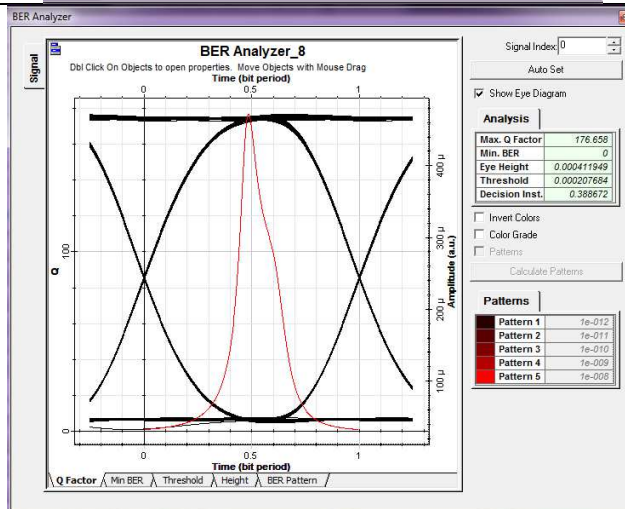 BER Analyzer
Signal
BER Analyzer_8
Dbl Click On Objects to open properties. Move Objects with Mouse Drag
Time (bit period)
0 0.5 1
Q
100
0
400 µ
300 µ
200 µ
100 µ
Amplitude (a.u.)
0 0.5 1
Time (bit period)
Q Factor Min BER Threshold Height BER Pattern
Signal Index: 0
Auto Set
Show Eye Diagram
Analysis
Max. Q Factor 176.658
Min. BER 0
Eye Height 0.000411949
Threshold 0.000207684
Decision Inst. 0.388672
Invert Colors
Color Grade
Patterns
Calculate Patterns
Patterns
Pattern 1 1e-012
Pattern 2 1e-011
Pattern 3 1e-010
Pattern 4 1e-009
Pattern 5 1e-008